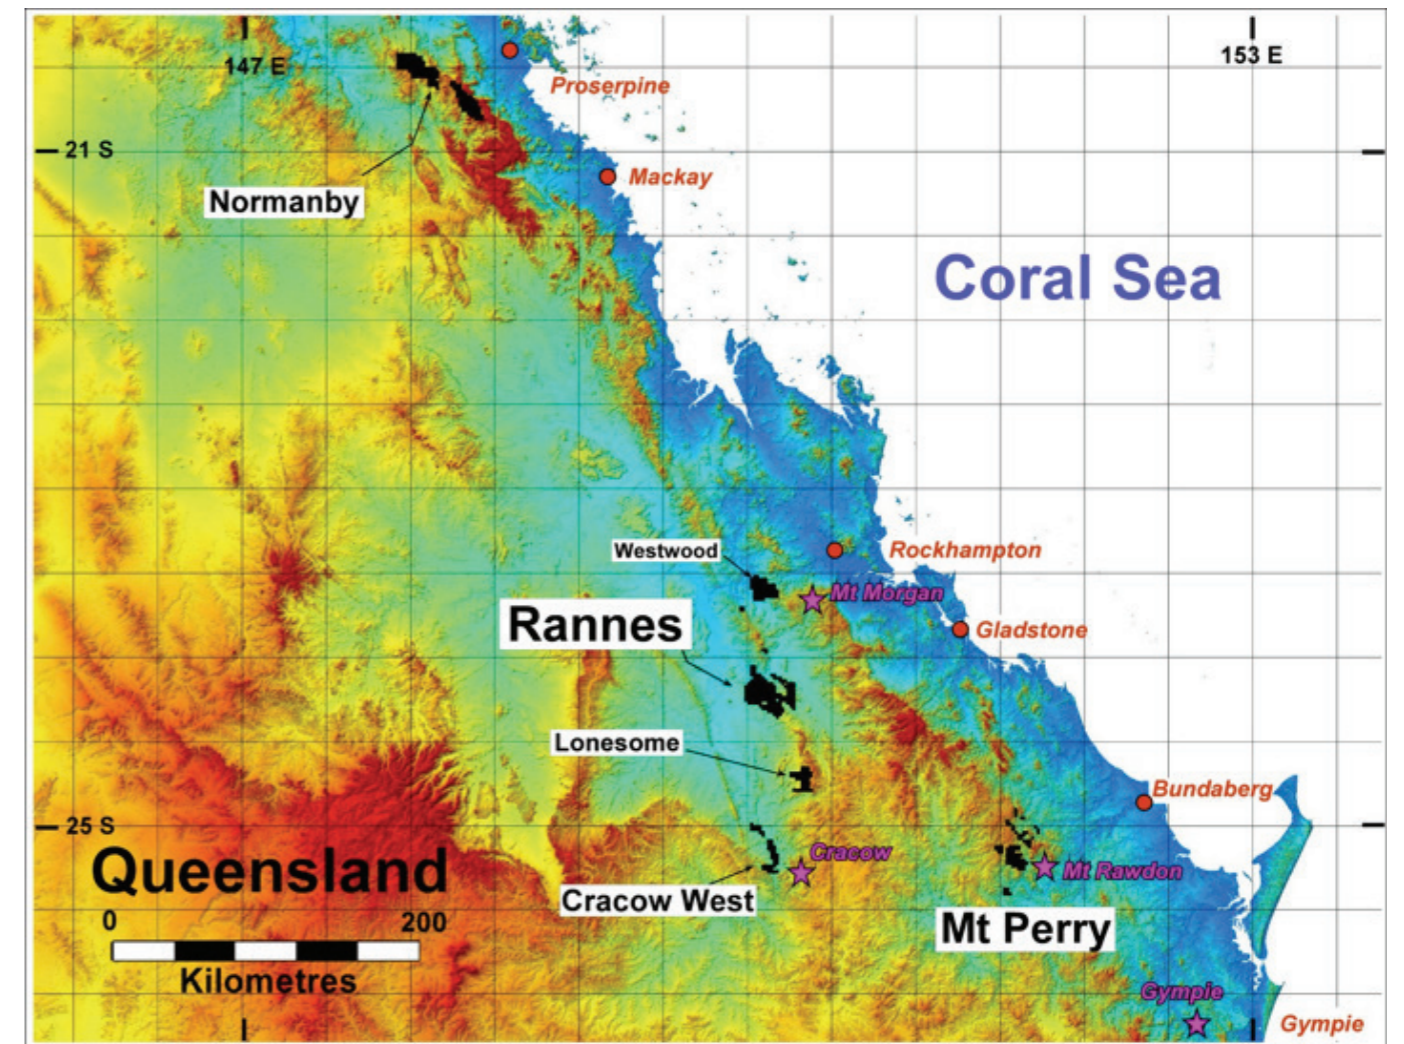 147 E
153 E
Proserpine
21 S
Mackay
Normanby
Coral Sea
Westwood
Rockhampton
Mt Morgan
Rannes
Gladstone
Lonesome
Bundaberg
25 S
Queensland
Cracow
Mt Rawdon
Cracow West
0 200
Mt Perry
Kilometres
Gympie
Gympie